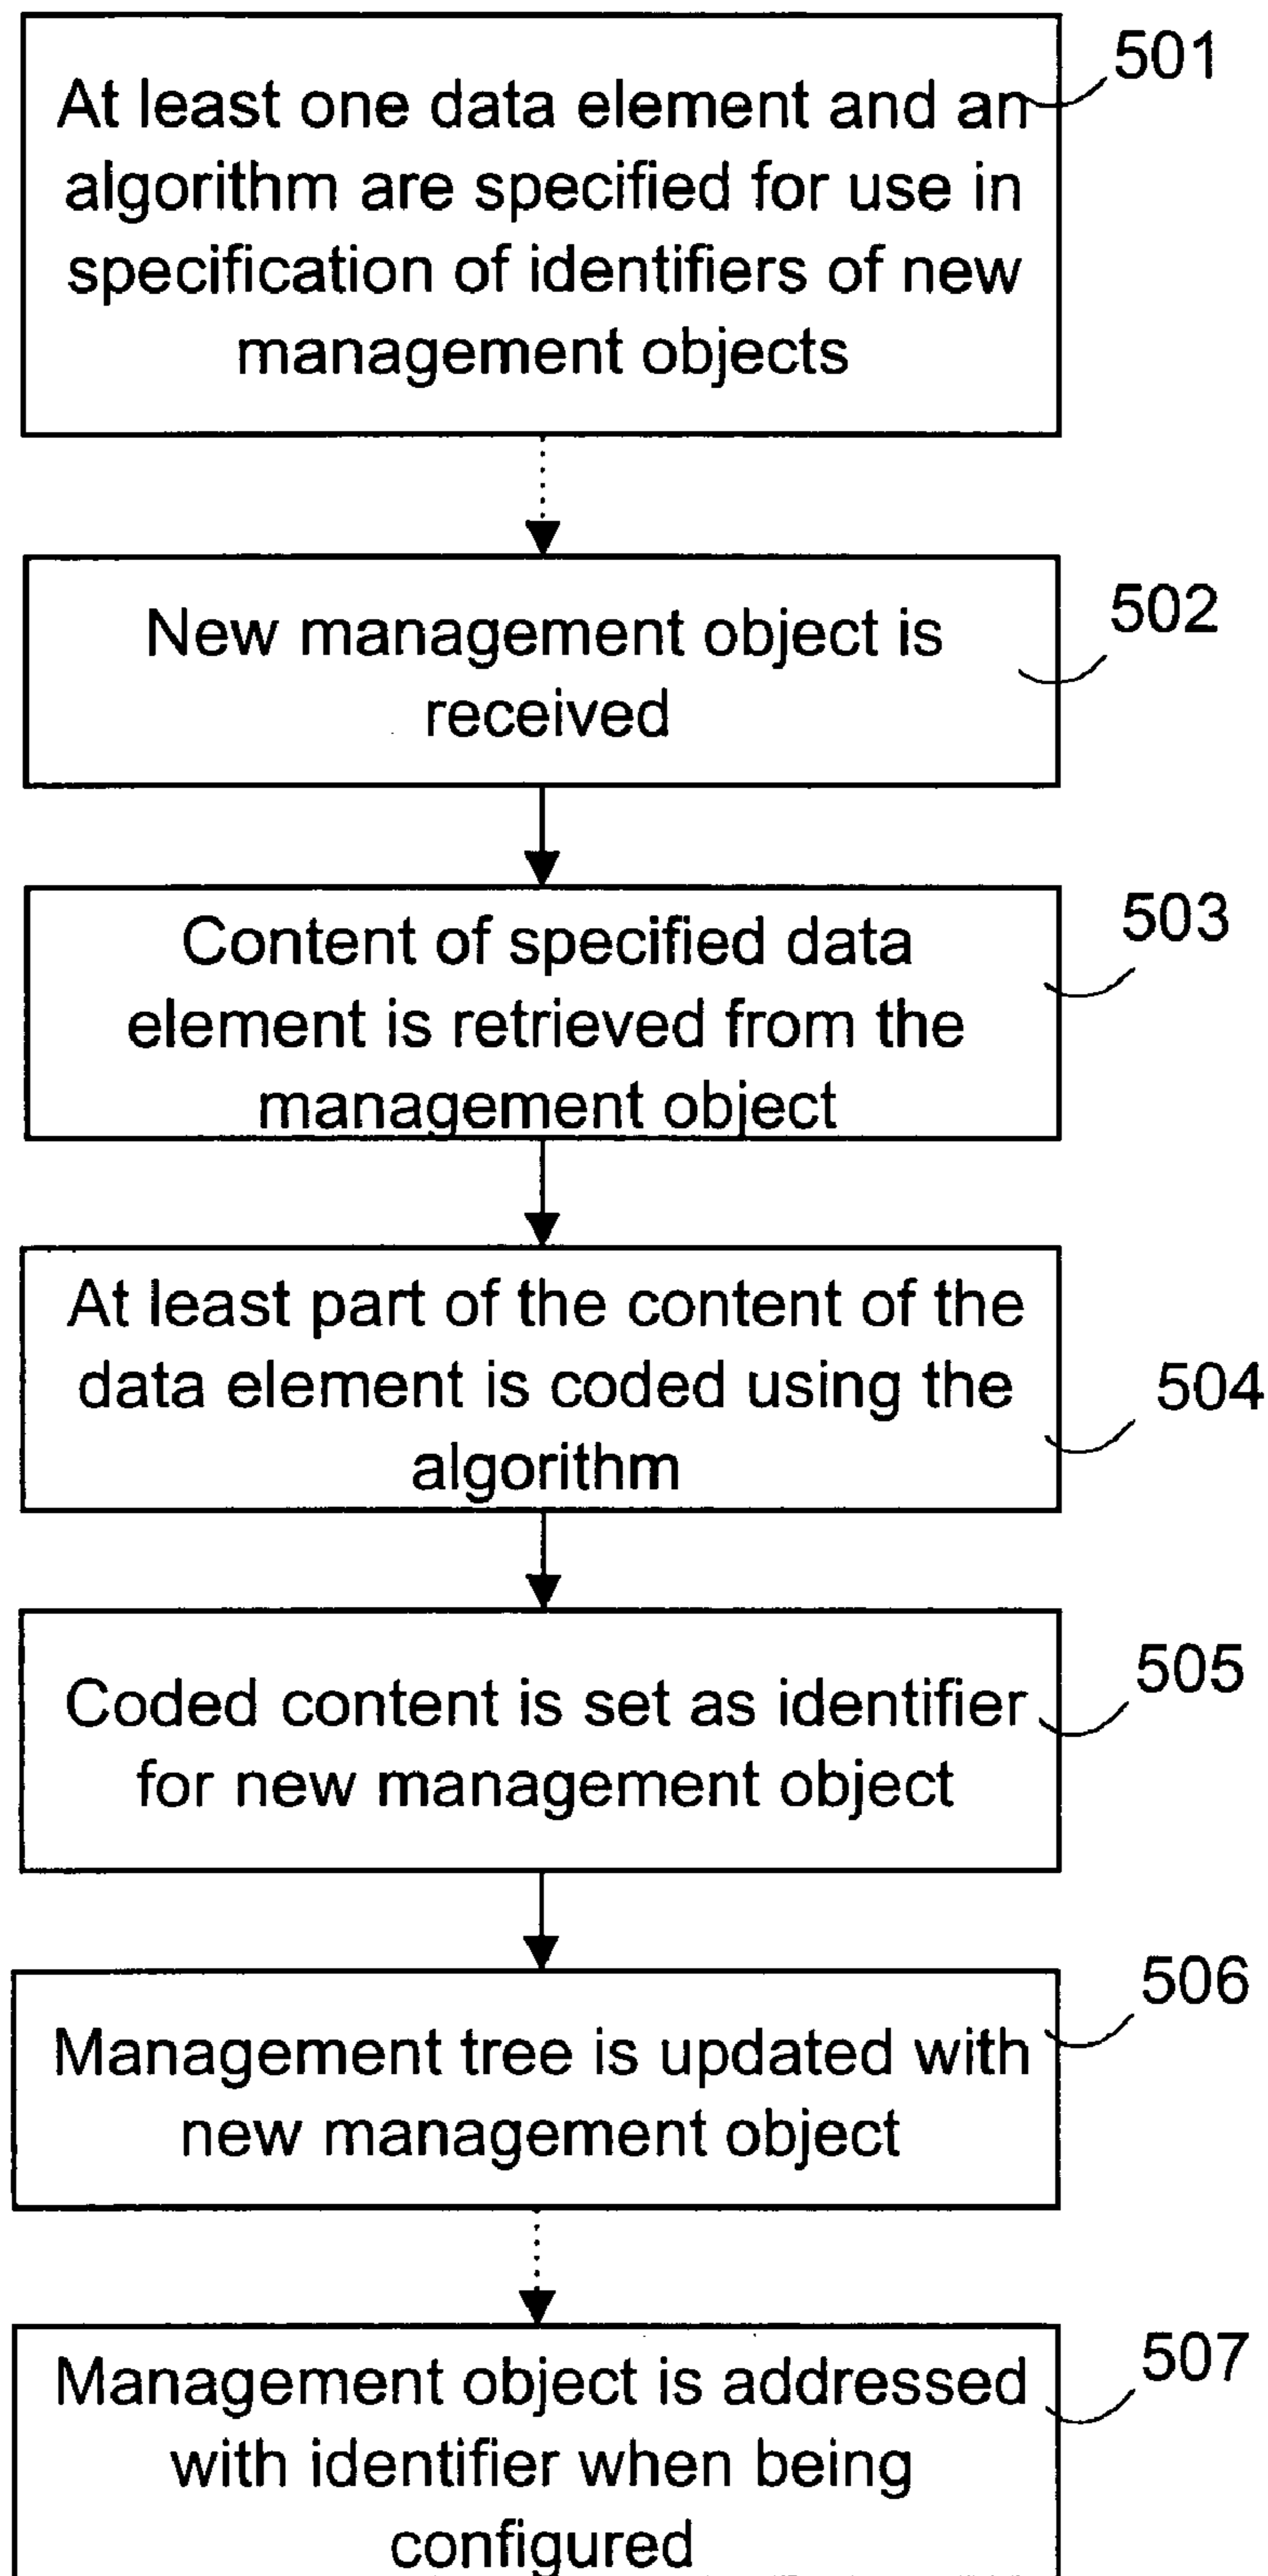 501
At least one data element and an
algorithm are specified for use in
specification of identifiers of new
management objects
502
New management object is
received
503
Content of specified data
element is retrieved from the
management object
At least part of the content of the
data element is coded using the
algorithm
504
505
Coded content is set as identifier
for new management object
506
Management tree is updated with
new management object
507
Management object is addressed
with identifier when being
configured